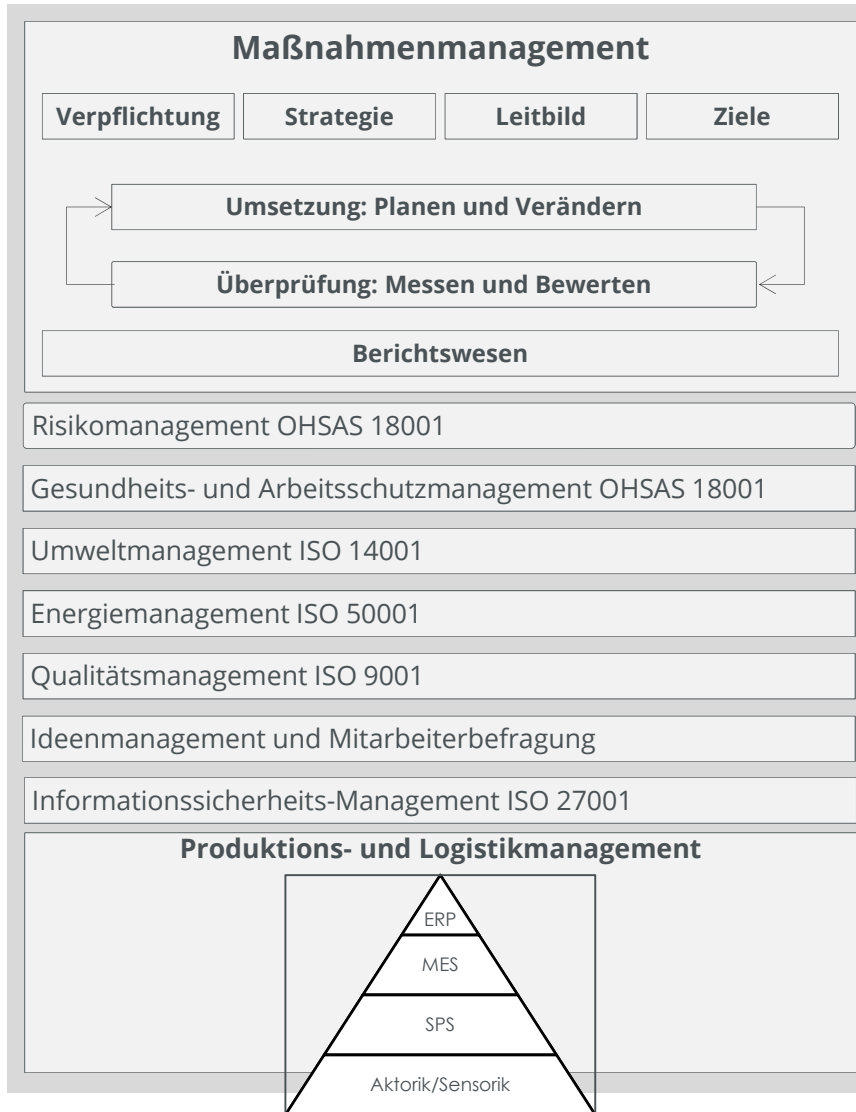 Maßnahmenmanagement
Verpflichtung
Strategie
Leitbild
Ziele
Umsetzung: Planen und Verändern
Überprüfung: Messen und Bewerten
Berichtswesen
Risikomanagement OHSAS 18001
Gesundheits- und Arbeitsschutzmanagement OHSAS 18001
Umweltmanagement ISO 14001
Energiemanagement ISO 50001
Qualitätsmanagement ISO 9001
Ideenmanagement und Mitarbeiterbefragung
Informationssicherheits-Management ISO 27001
Produktions- und Logistikmanagement
ERP
MES
SPS
Aktorik/Sensorik